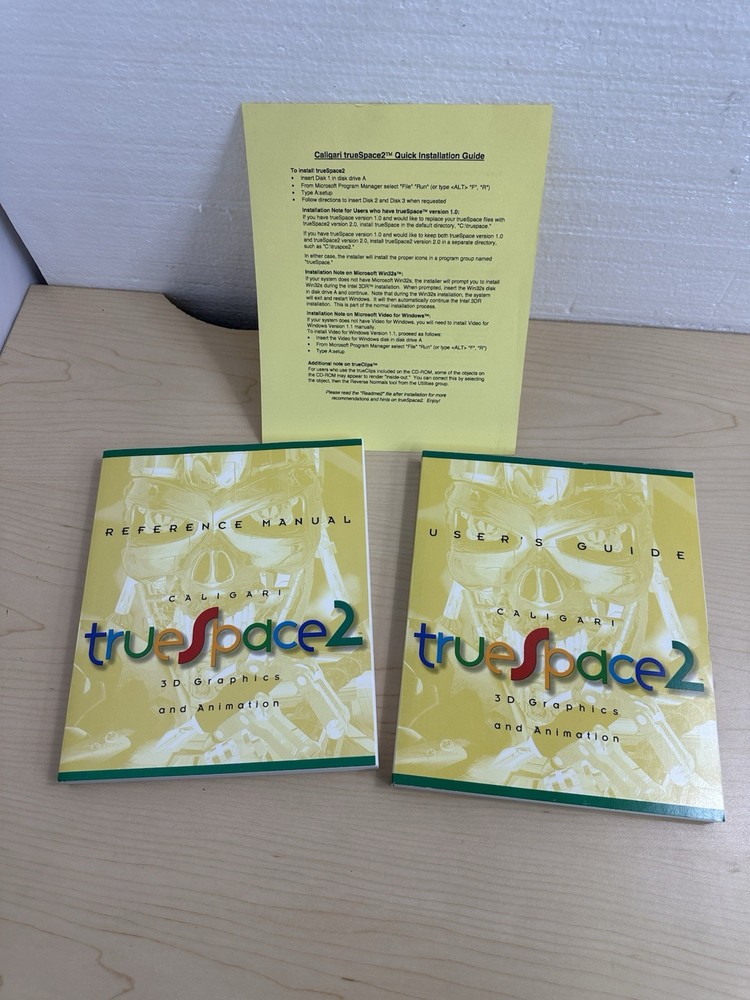 Caligari trueSpace2™ Quick Installation Guide
To install trueSpace2
• Insert Disk 1 in disk drive A
• From Microsoft Program Manager select "File" "Run" (or type <ALT> "F", "R")
• Type A:setup
• Follow directions to insert Disk 2 and Disk 3 when requested
Installation Note for Users who have trueSpace™ version 1.0:
If you have trueSpace version 1.0 and would like to replace your trueSpace files with
trueSpace2 version 2.0, install trueSpace in the default directory, "C:\truespace."
If you have trueSpace version 1.0 and would like to keep both trueSpace version 1.0
and trueSpace2 version 2.0, install trueSpace2 version 2.0 in a separate directory,
such as "C:\truspce2."
In either case, the installer will install the proper icons in a program group named
"trueSpace."
Installation Note on Microsoft Win32s™:
If your system does not have Microsoft Win32s, the installer will prompt you to install
Win32s during the Intel 3DR™ installation. When prompted, insert the Win32s disk
in disk drive A and continue. Note that during the Win32s installation, the system
will exit and restart Windows. It will then automatically continue the Intel 3DR
installation. This is part of the normal installation process.
Installation Note on Microsoft Video for Windows™:
If your system does not have Video for Windows, you will need to install Video for
Windows Version 1.1 manually.
To install Video for Windows Version 1.1, proceed as follows:
• Insert the Video for Windows disk in disk drive A
• From Microsoft Program Manager select "File" "Run" (or type <ALT> "F", "R")
• Type A:setup
Additional note on trueClips™
For users who use the trueClips included on the CD-ROM, some of the objects on
the CD-ROM may appear to render "inside-out." You can correct this by selecting
the object, then the Reverse Normals tool from the Utilities group.
Please read the "Readme2" file after installation for more
recommendations and hints on trueSpace2. Enjoy!
REFERENCE MANUAL
CALIGARI
trueSpace2
3D Graphics
and Animation
USER'S GUIDE
CALIGARI
trueSpace2
3D Graphics
and Animation